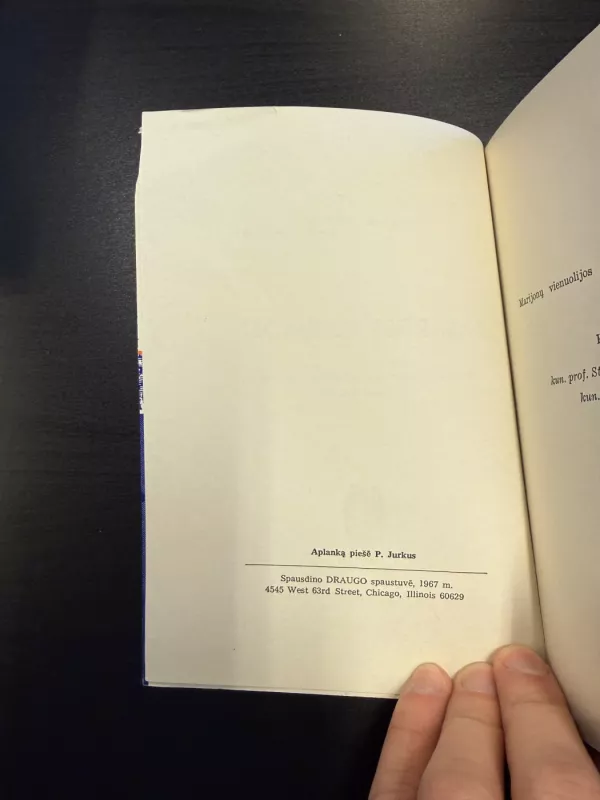 Aplanką piešė P. Jurkus
Spausdino DRAUGO spaustuvė, 1967 m.
4545 West 63rd Street, Chicago, Illinois 60629
Marijonų vienuolijos
kun. prof. St
kun.